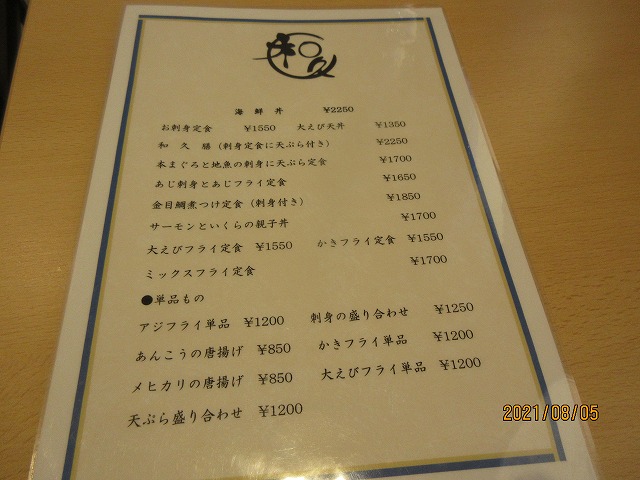 和久
海鮮丼 ¥2250
お刺身定食 ¥1550 大えび天丼 ¥1350
和久膳(刺身定食に天ぷら付き) ¥2250
本まぐろと地魚の刺身に天ぷら定食 ¥1700
あじ刺身とあじフライ定食 ¥1650
金目鯛煮つけ定食(刺身付き) ¥1850
サーモンといくらの親子丼 ¥1700
大えびフライ定食 ¥1550 かきフライ定食 ¥1550
ミックスフライ定食 ¥1700
●単品もの
アジフライ単品 ¥1200 刺身の盛り合わせ ¥1250
あんこうの唐揚げ ¥850 かきフライ単品 ¥1200
メヒカリの唐揚げ ¥850 大えびフライ単品 ¥1200
天ぷら盛り合わせ ¥1200
2021/08/05